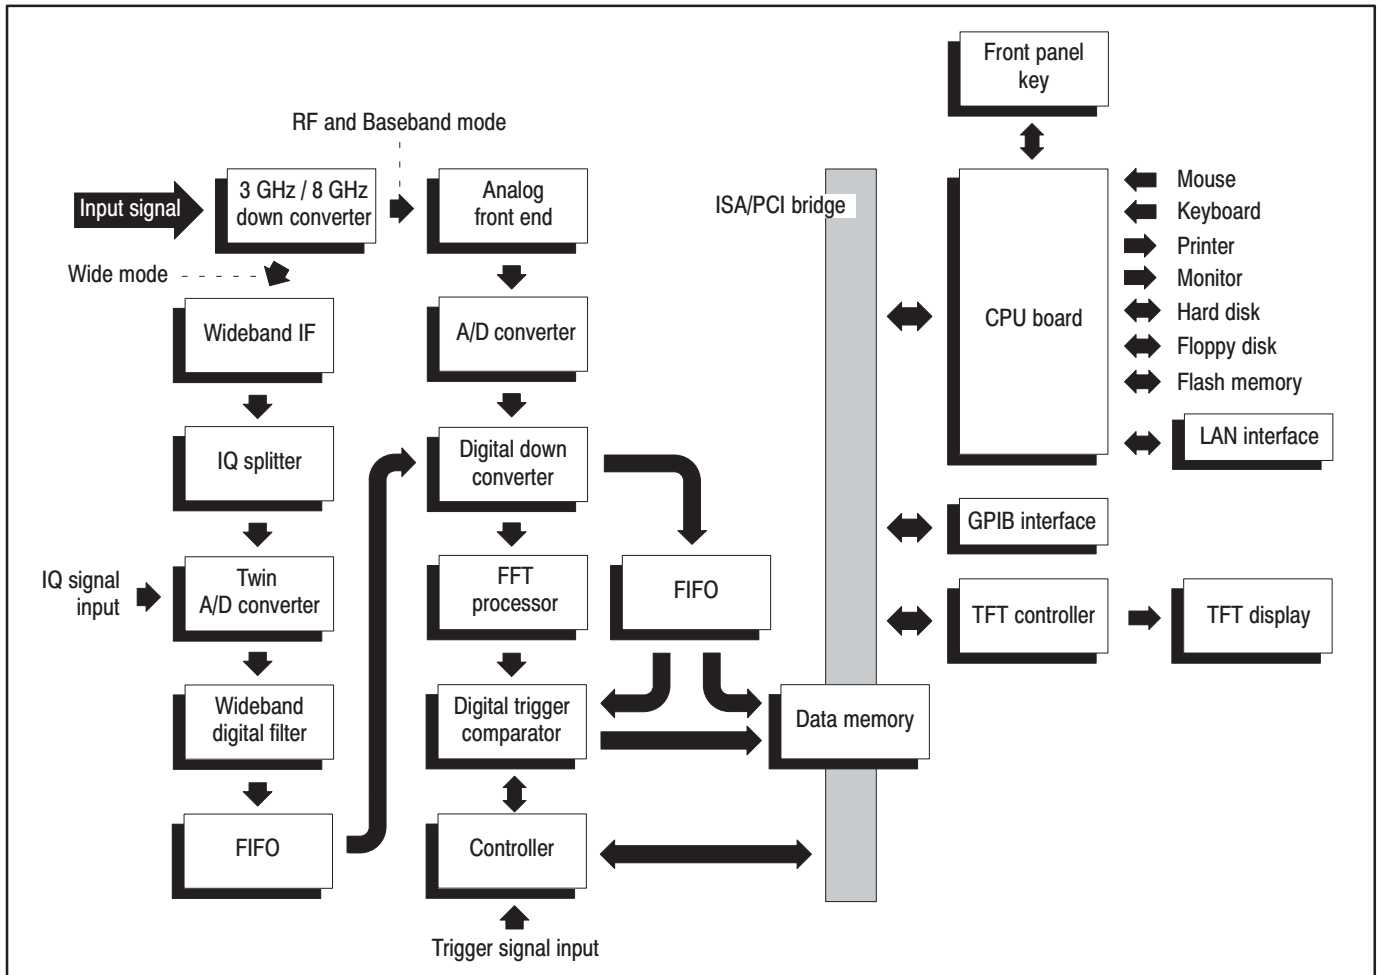 Front panel
key
RF and Baseband mode
Input signal
3 GHz / 8 GHz
down converter
Analog
front end
ISA/PCI bridge
Mouse
Keyboard
Printer
Monitor
Hard disk
Floppy disk
Flash memory
CPU board
Wide mode
Wideband IF
A/D converter
LAN interface
IQ splitter
Digital down
converter
GPIB interface
IQ signal
input
Twin
A/D converter
FFT
processor
FIFO
TFT controller
TFT display
Wideband
digital filter
Digital trigger
comparator
Data memory
FIFO
Controller
Trigger signal input